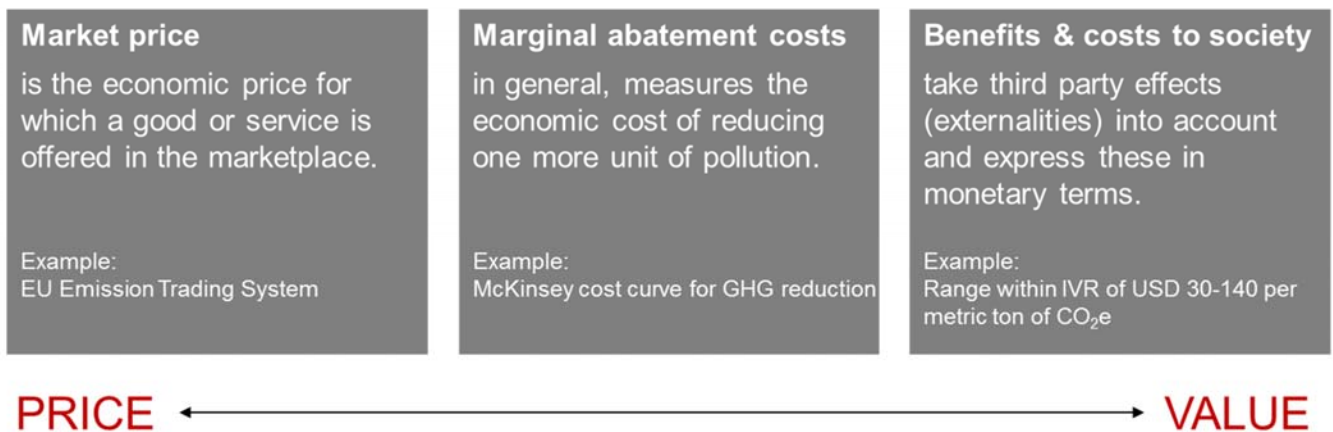 Market price
is the economic price for
which a good or service is
offered in the marketplace.
Example:
EU Emission Trading System
Marginal abatement costs
in general, measures the
economic cost of reducing
one more unit of pollution.
Example:
McKinsey cost curve for GHG reduction
Benefits & costs to society
take third party effects
(externalities) into account
and express these in
monetary terms.
Example:
Range within IVR of USD 30-140 per
metric ton of CO₂e
PRICE
VALUE